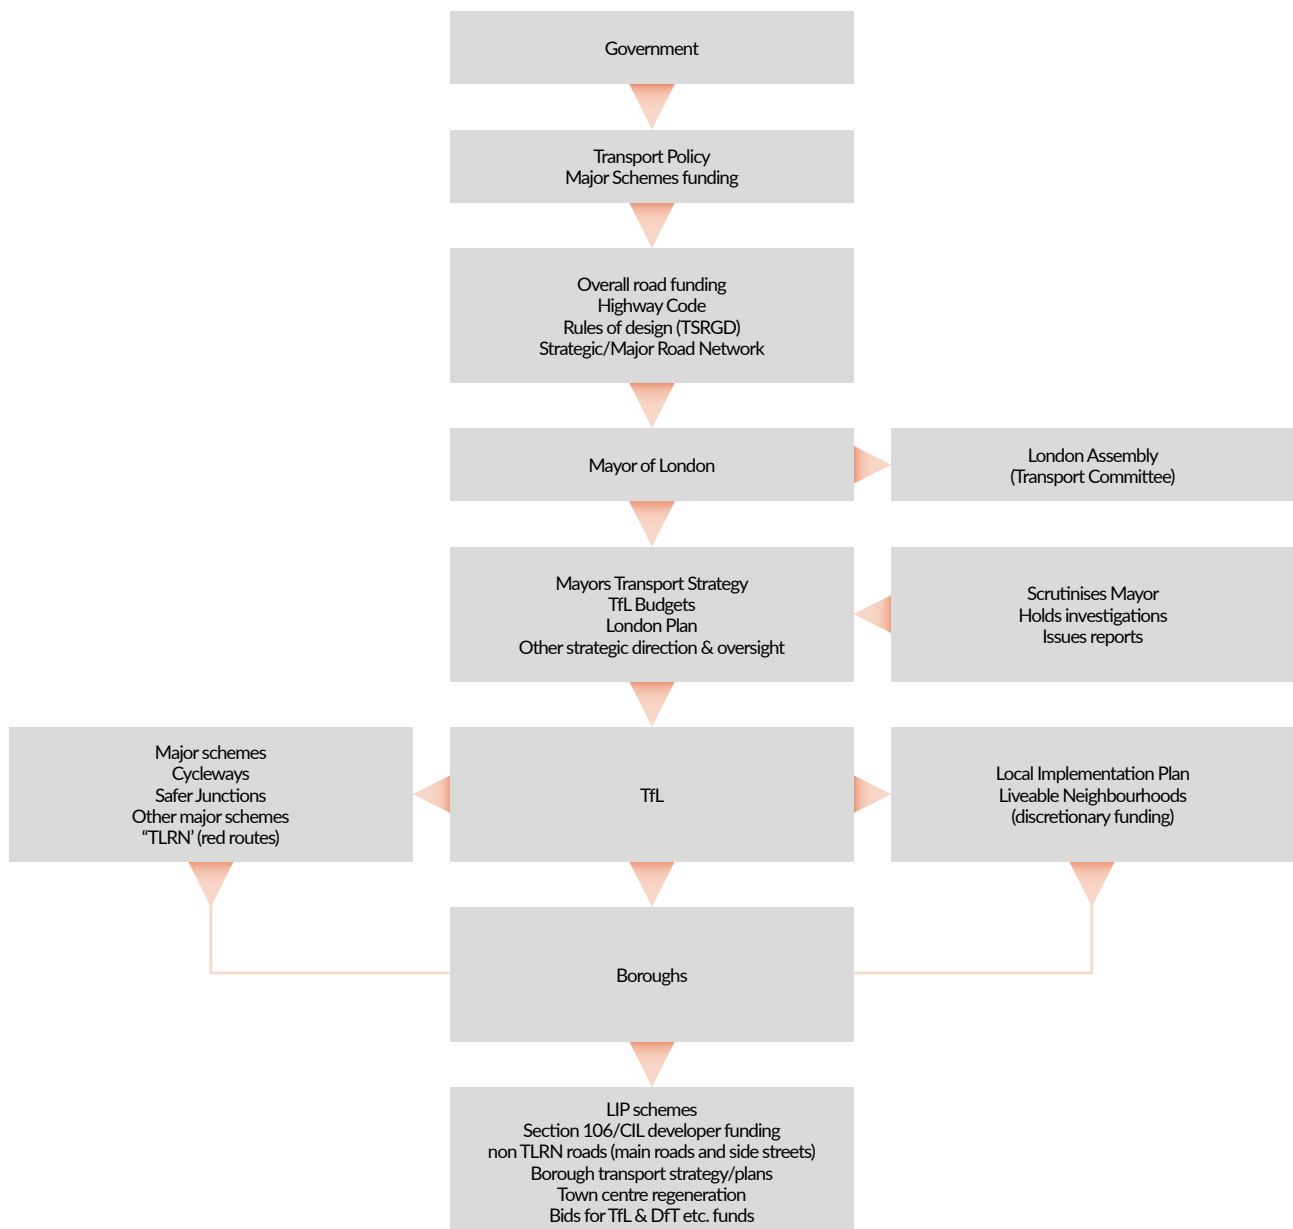 Government
Transport Policy
Major Schemes funding
Overall road funding
Highway Code
Rules of design (TSRGD)
Strategic/Major Road Network
Mayor of London
London Assembly
(Transport Committee)
Mayors Transport Strategy
TfL Budgets
London Plan
Other strategic direction & oversight
Scrutinises Mayor
Holds investigations
Issues reports
Major schemes
Cycleways
Safer Junctions
Other major schemes
“TLRN’ (red routes)
TfL
Local Implementation Plan
Liveable Neighbourhoods
(discretionary funding)
Boroughs
LIP schemes
Section 106/CIL developer funding
non TLRN roads (main roads and side streets)
Borough transport strategy/plans
Town centre regeneration
Bids for TfL & DfT etc. funds